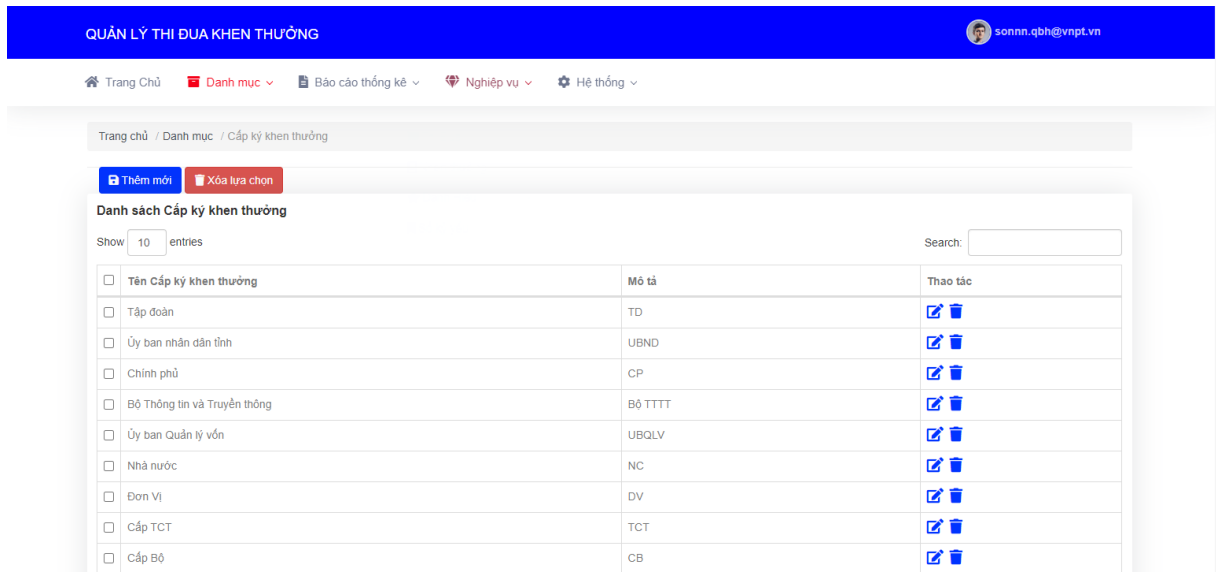 QUẢN LÝ THI ĐUA KHEN THƯỞNG
sonnn.qbh@vnpt.vn
Trang Chủ Danh mục Báo cáo thống kê Nghiệp vụ Hệ thống
Trang chủ / Danh mục / Cấp ký khen thưởng
Thêm mới Xóa lựa chọn
Danh sách Cấp ký khen thưởng
Show 10 entries Search:
Tên Cấp ký khen thưởng Mô tả Thao tác
Tập đoàn TD
Ủy ban nhân dân tỉnh UBND
Chính phủ CP
Bộ Thông tin và Truyền thông Bộ TTTT
Ủy ban Quản lý vốn UBQLV
Nhà nước NC
Đơn Vị DV
Cấp TCT TCT
Cấp Bộ CB